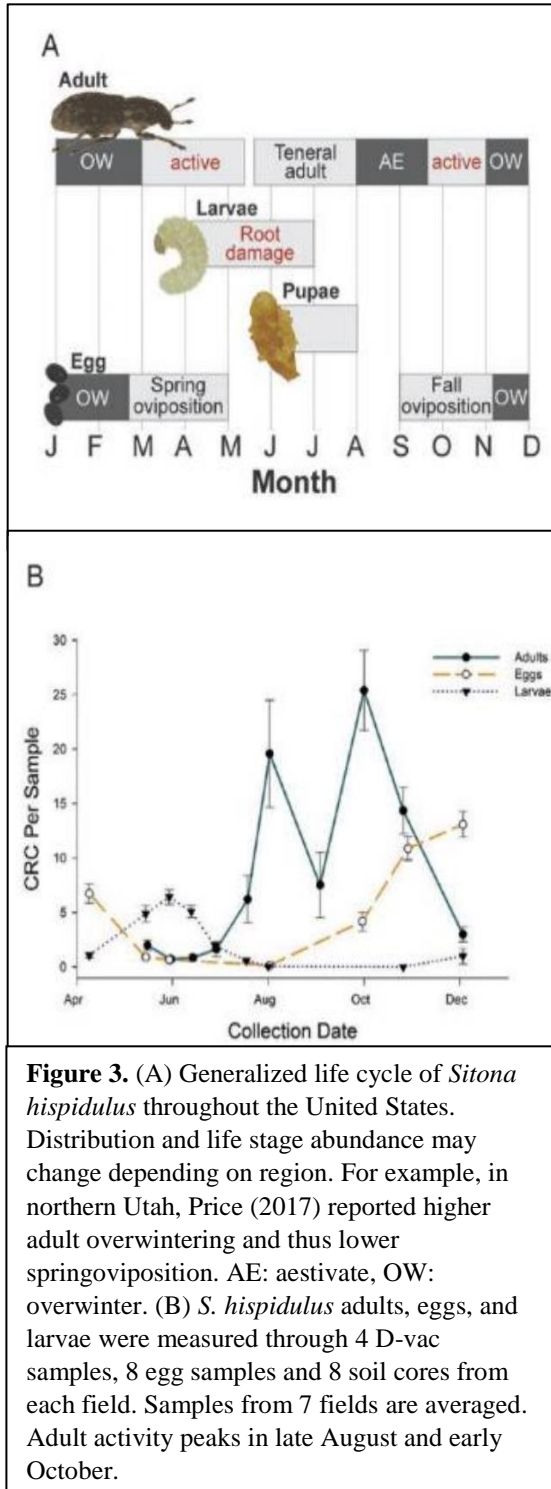 A
Adult
OW
active
Teneral
adult
AE
active
OW
Larvae
Root
damage
Pupae
Egg
OW
Spring
oviposition
Fall
oviposition
OW
J F M A M J J A S O N D
Month
B
30
25
20
15
10
5
0
CRC Per Sample
Adults
Eggs
Larvae
Apr Jun Aug Oct Dec
Collection Date
Figure 3. (A) Generalized life cycle of Sitona
hispidulus throughout the United States.
Distribution and life stage abundance may
change depending on region. For example, in
northern Utah, Price (2017) reported higher
adult overwintering and thus lower
springoviposition. AE: aestivate, OW:
overwinter. (B) S. hispidulus adults, eggs, and
larvae were measured through 4 D-vac
samples, 8 egg samples and 8 soil cores from
each field. Samples from 7 fields are averaged.
Adult activity peaks in late August and early
October.